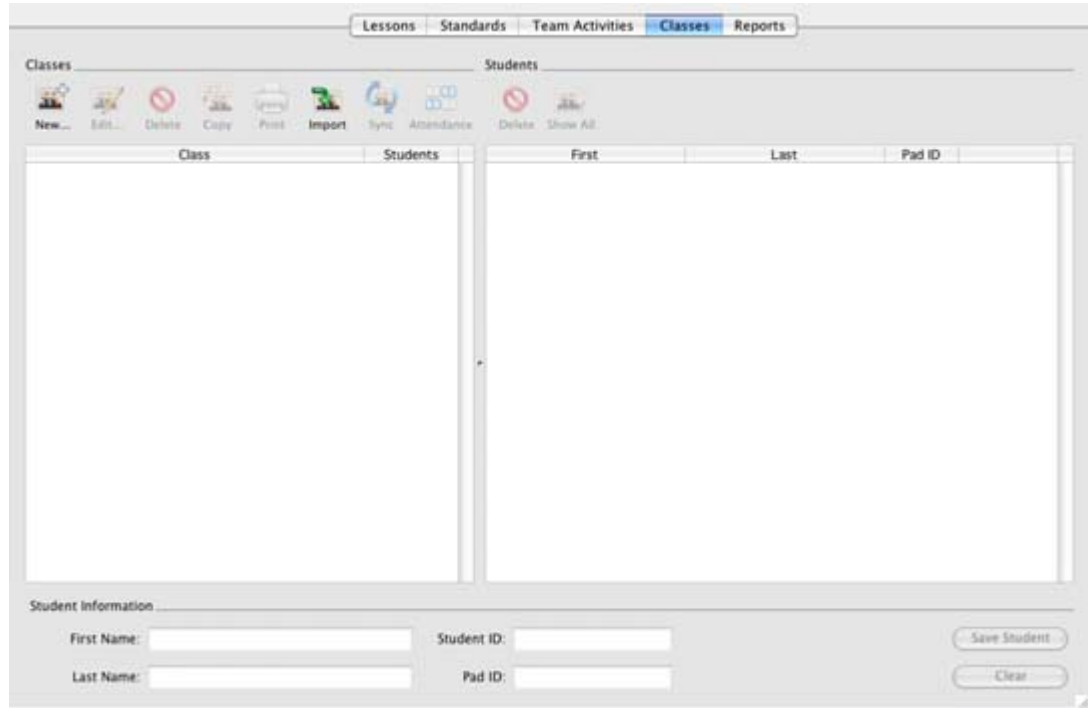 Lessons Standards Team Activities Classes Reports
Classes Students
New... Edit... Delete Copy Print Import Sync Attendance Delete Show All
Class Students First Last Pad ID
Student Information
First Name: Student ID: Save Student
Last Name: Pad ID: Clear